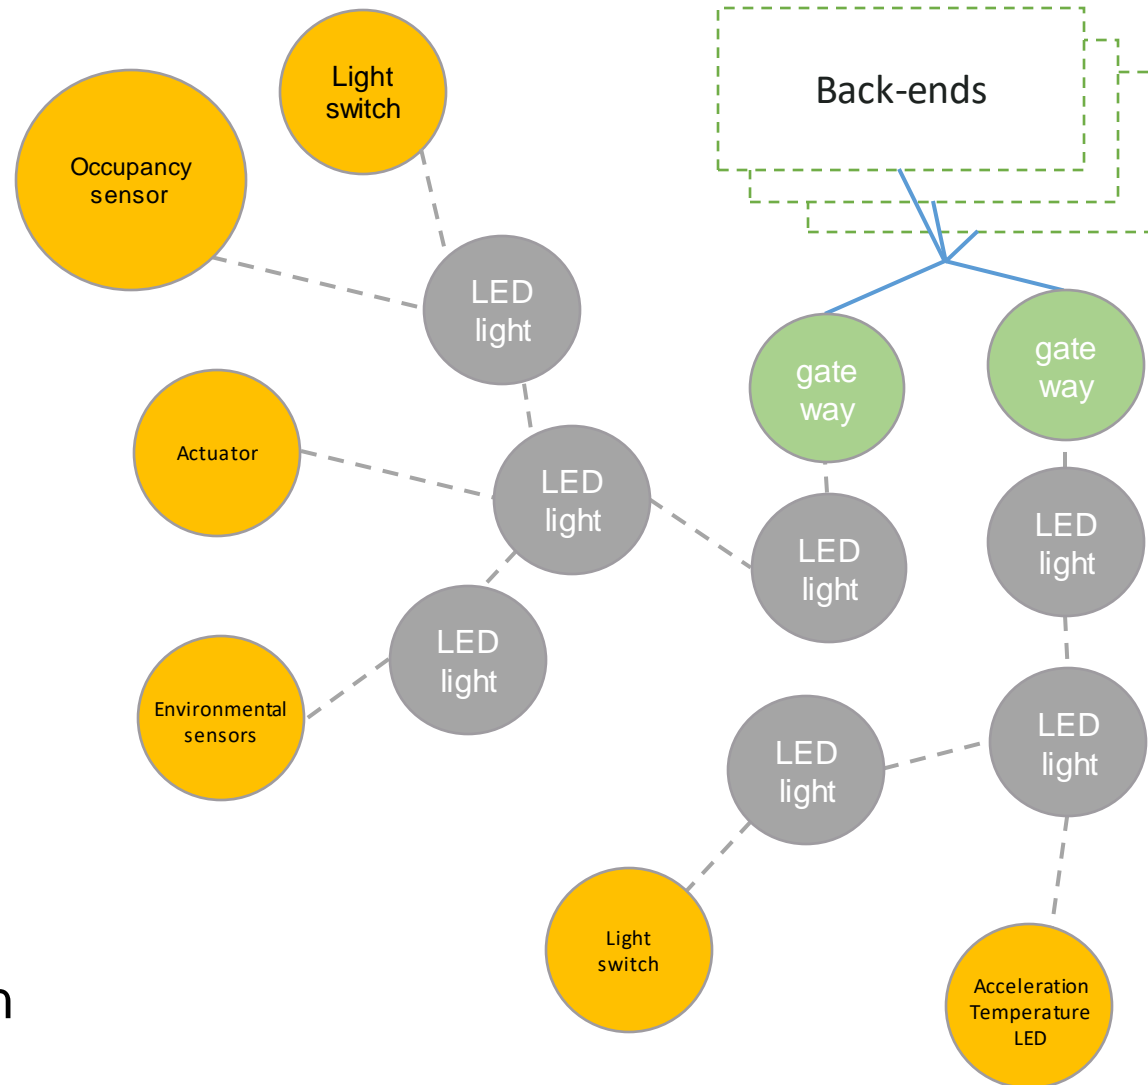 Light
switch
Back-ends
Occupancy
sensor
LED
light
gate
way
gate
way
Actuator
LED
light
LED
light
LED
light
LED
light
Environmental
sensors
LED
light
LED
light
Light
switch
Acceleration
Temperature
LED
n